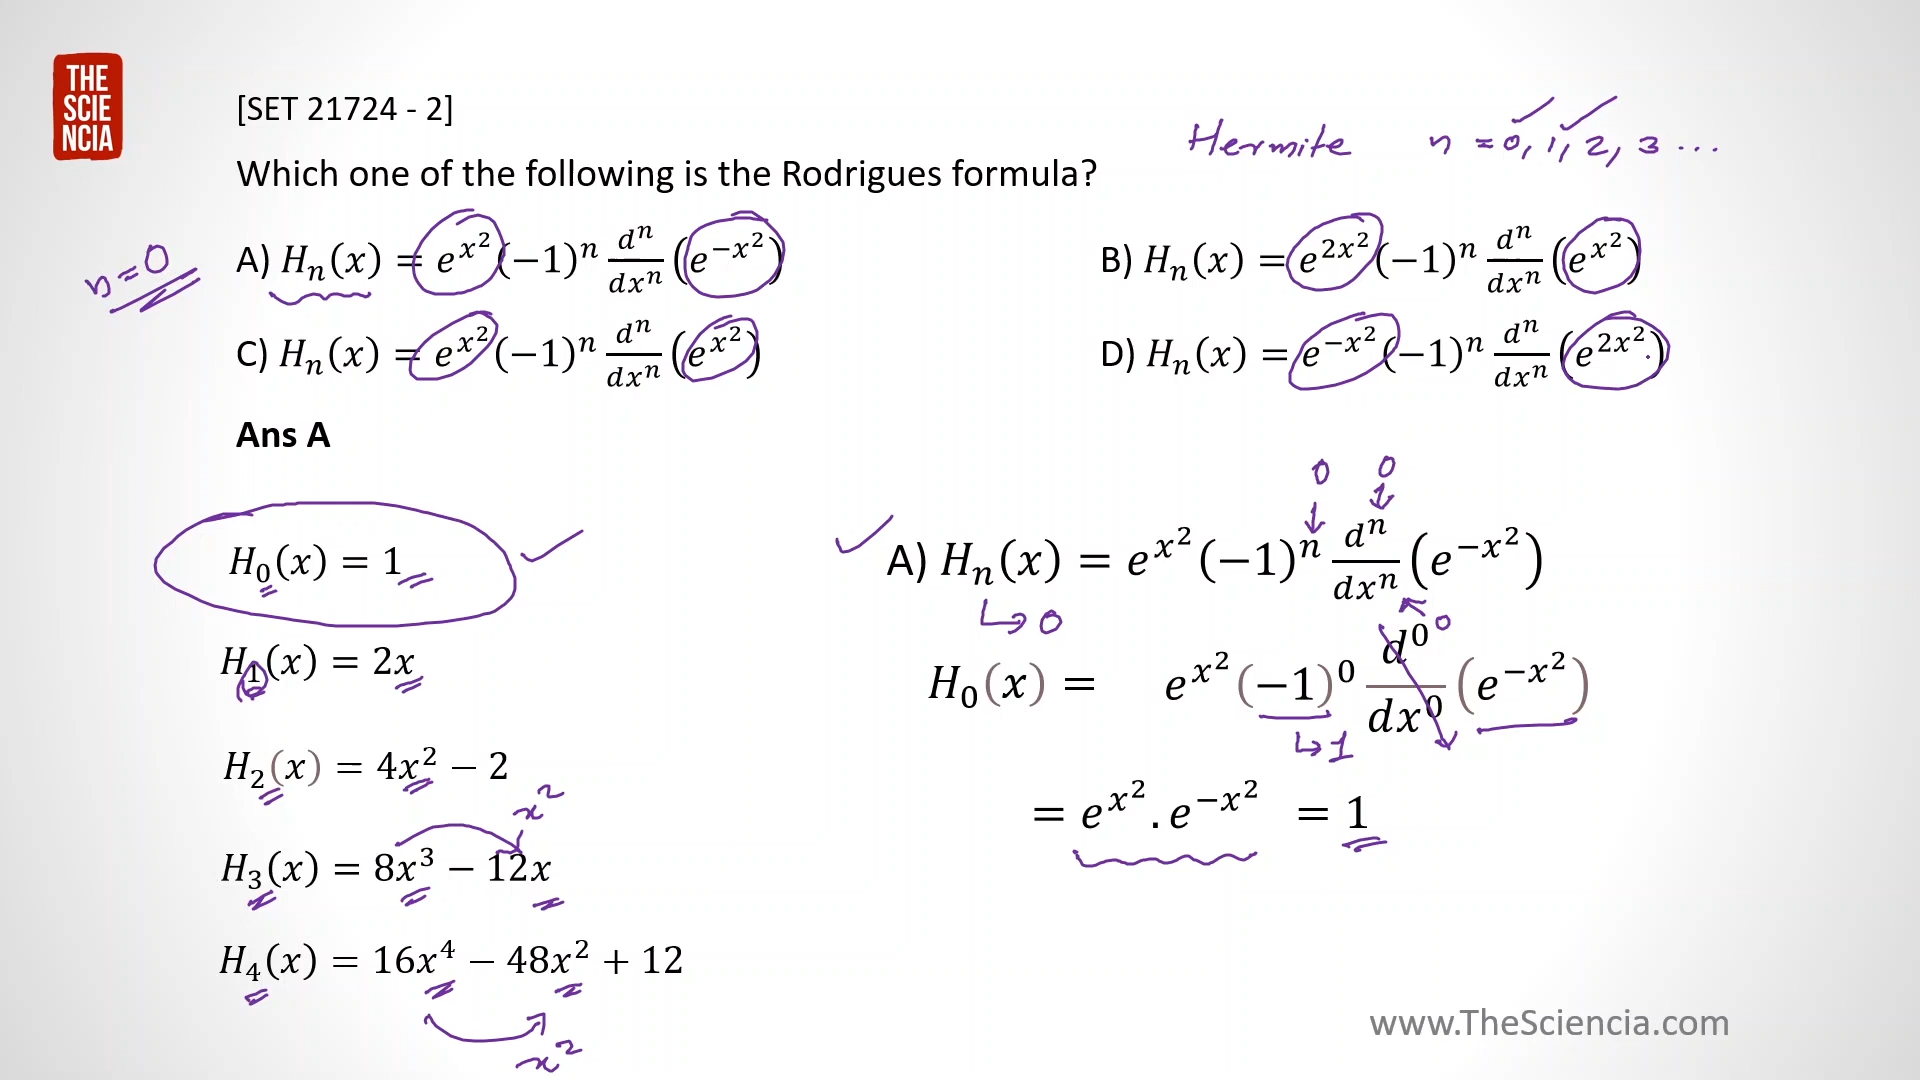 THE
SCIE
NCIA
[SET 21724 - 2]
Hermite n = 0, 1, 2, 3 ...
Which one of the following is the Rodrigues formula?
n = 0
A) Hₙ(x) = e^{x²}(−1)ⁿ dⁿ/dxⁿ (e^{−x²})
B) Hₙ(x) = e^{2x²}(−1)ⁿ dⁿ/dxⁿ (e^{x²})
C) Hₙ(x) = e^{x²}(−1)ⁿ dⁿ/dxⁿ (e^{x²})
D) Hₙ(x) = e^{−x²}(−1)ⁿ dⁿ/dxⁿ (e^{2x²})
Ans A
H₀(x) = 1
H₁(x) = 2x
H₂(x) = 4x² − 2
x²
H₃(x) = 8x³ − 12x
H₄(x) = 16x⁴ − 48x² + 12
x²
0 0
A) Hₙ(x) = e^{x²}(−1)ⁿ dⁿ/dxⁿ (e^{−x²})
0 0
H₀(x) = e^{x²}(−1)⁰ d⁰/dx⁰ (e^{−x²})
1
= e^{x²}.e^{−x²} = 1
www.TheSciencia.com